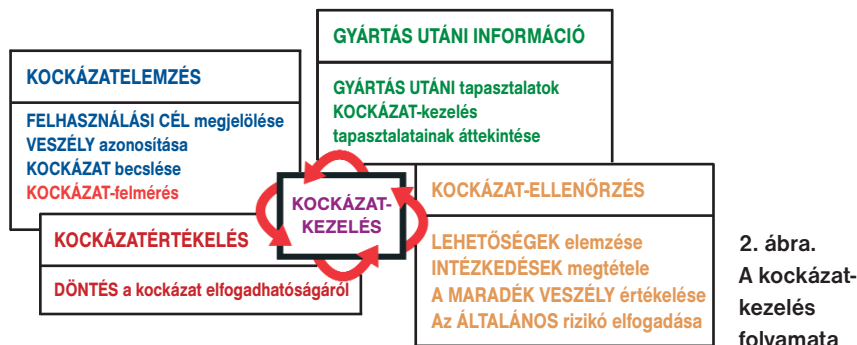 GYÁRTÁS UTÁNI INFORMÁCIÓ
GYÁRTÁS UTÁNI tapasztalatok
KOCKÁZAT-kezelés
tapasztalatainak áttekintése
KOCKÁZATELEMZÉS
FELHASZNÁLÁSI CÉL megjelölése
VESZÉLY azonosítása
KOCKÁZAT becslése
KOCKÁZAT-felmérés
KOCKÁZAT-
KEZELÉS
KOCKÁZAT-ELLENŐRZÉS
LEHETŐSÉGEK elemzése
INTÉZKEDÉSEK megtétele
A MARADÉK VESZÉLY értékelése
Az ÁLTALÁNOS rizikó elfogadása
KOCKÁZATÉRTÉKELÉS
DÖNTÉS a kockázat elfogadhatóságáról
2. ábra.
A kockázat-
kezelés
folyamata